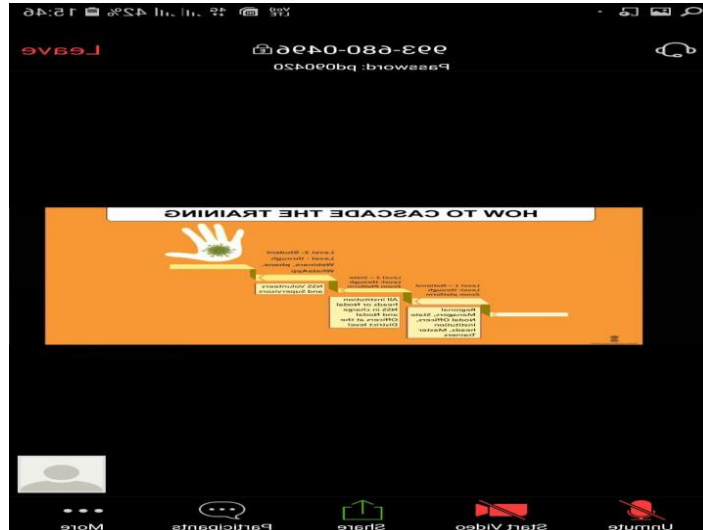 VoLTE 4G 42% 15:46
993-680-0496
Leave
Password: pd090420
HOW TO CASCADE THE TRAINING
Level 1 – National
Level through
Zoom platform
Regional
Managers, State
Nodal Officers,
Institution
heads, Master
Trainers
Level 2 – State
Level Through
Zoom Platform
All Institution
heads or Nodal
NSS in charge
and Nodal
Officers at the
District level
Level 3- Student
Level - through
Webinars, phone,
WhatsApp
NSS Volunteers
and Supervisors
Unmute
Start Video
Share
Participants
More